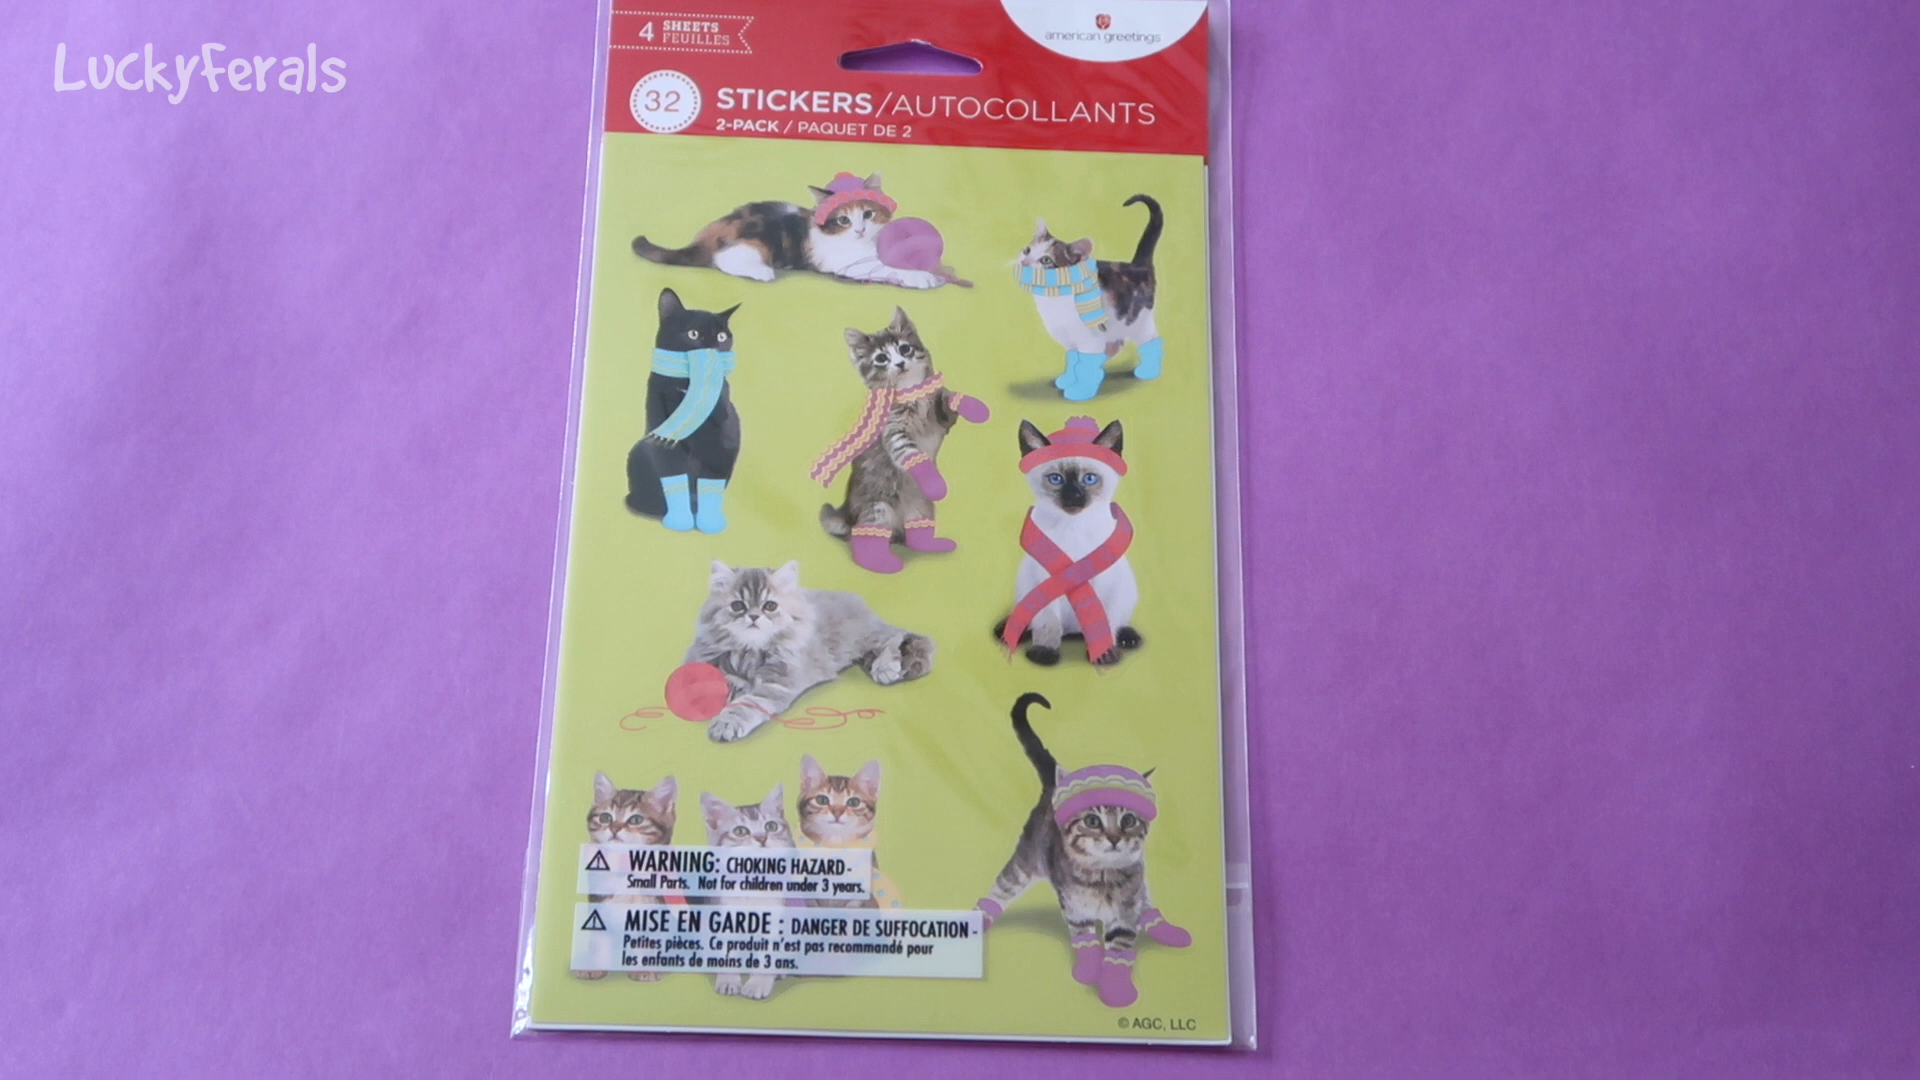 LuckyFerals
4 SHEETS
FEUILLES
american greetings
32
STICKERS/AUTOCOLLANTS
2-PACK / PAQUET DE 2
WARNING: CHOKING HAZARD-
Small Parts. Not for children under 3 years.
MISE EN GARDE : DANGER DE SUFFOCATION -
Petites pièces. Ce produit n'est pas recommandé pour
les enfants de moins de 3 ans.
© AGC, LLC